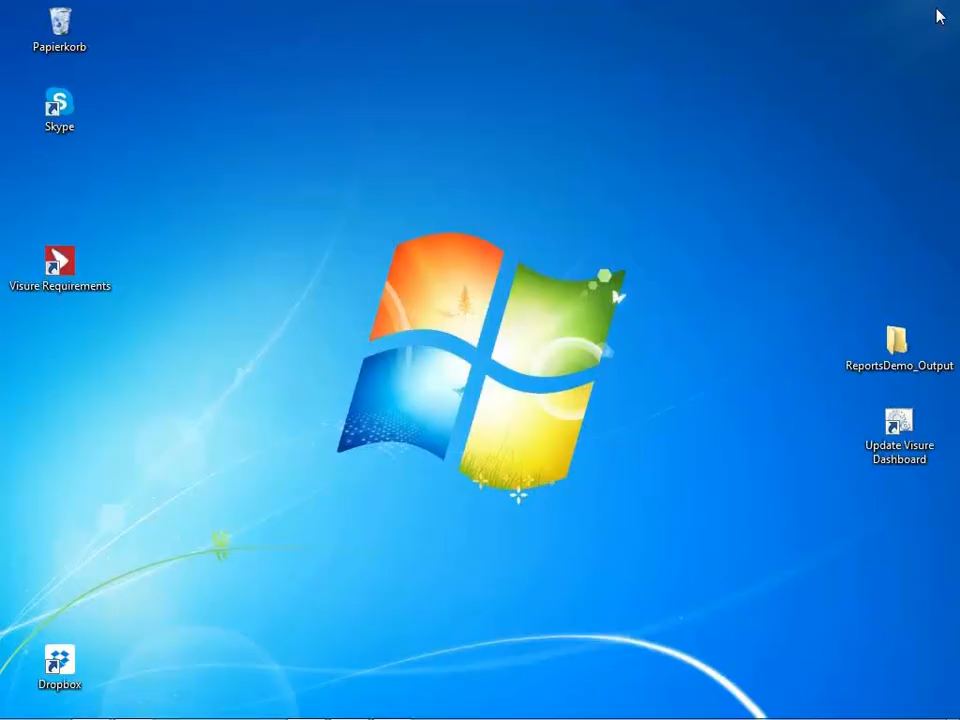 Papierkorb
Skype
Visure Requirements
ReportsDemo_Output
Update Visure
Dashboard
Dropbox